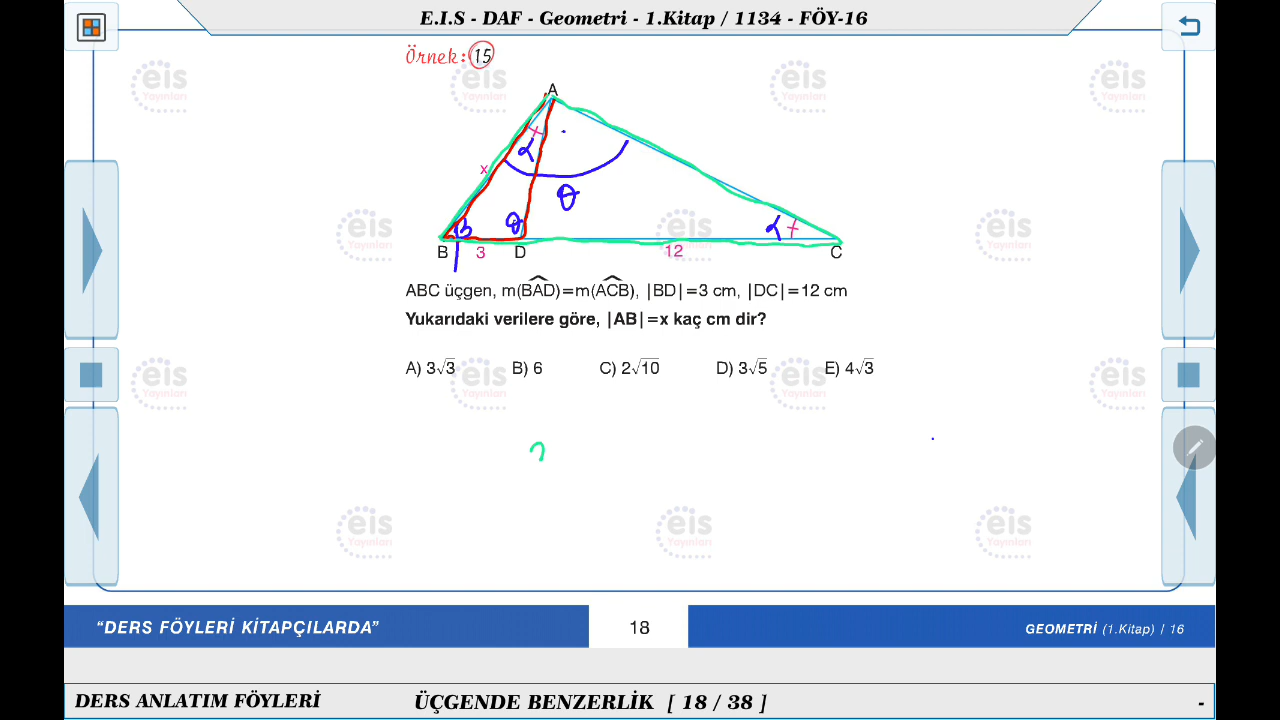 E.I.S - DAF - Geometri - 1.Kitap / 1134 - FÖY-16
Örnek: 15
A
x
α
θ
β
θ
α
B 3 D 12 C
ABC üçgen, m(BAD)=m(ACB), |BD|=3 cm, |DC|=12 cm
Yukarıdaki verilere göre, |AB|=x kaç cm dir?
A) 3√3 B) 6 C) 2√10 D) 3√5 E) 4√3
eis Yayınları
"DERS FÖYLERİ KİTAPÇILARDA"
18
GEOMETRİ (1.Kitap) / 16
DERS ANLATIM FÖYLERİ ÜÇGENDE BENZERLİK [ 18 / 38 ] -